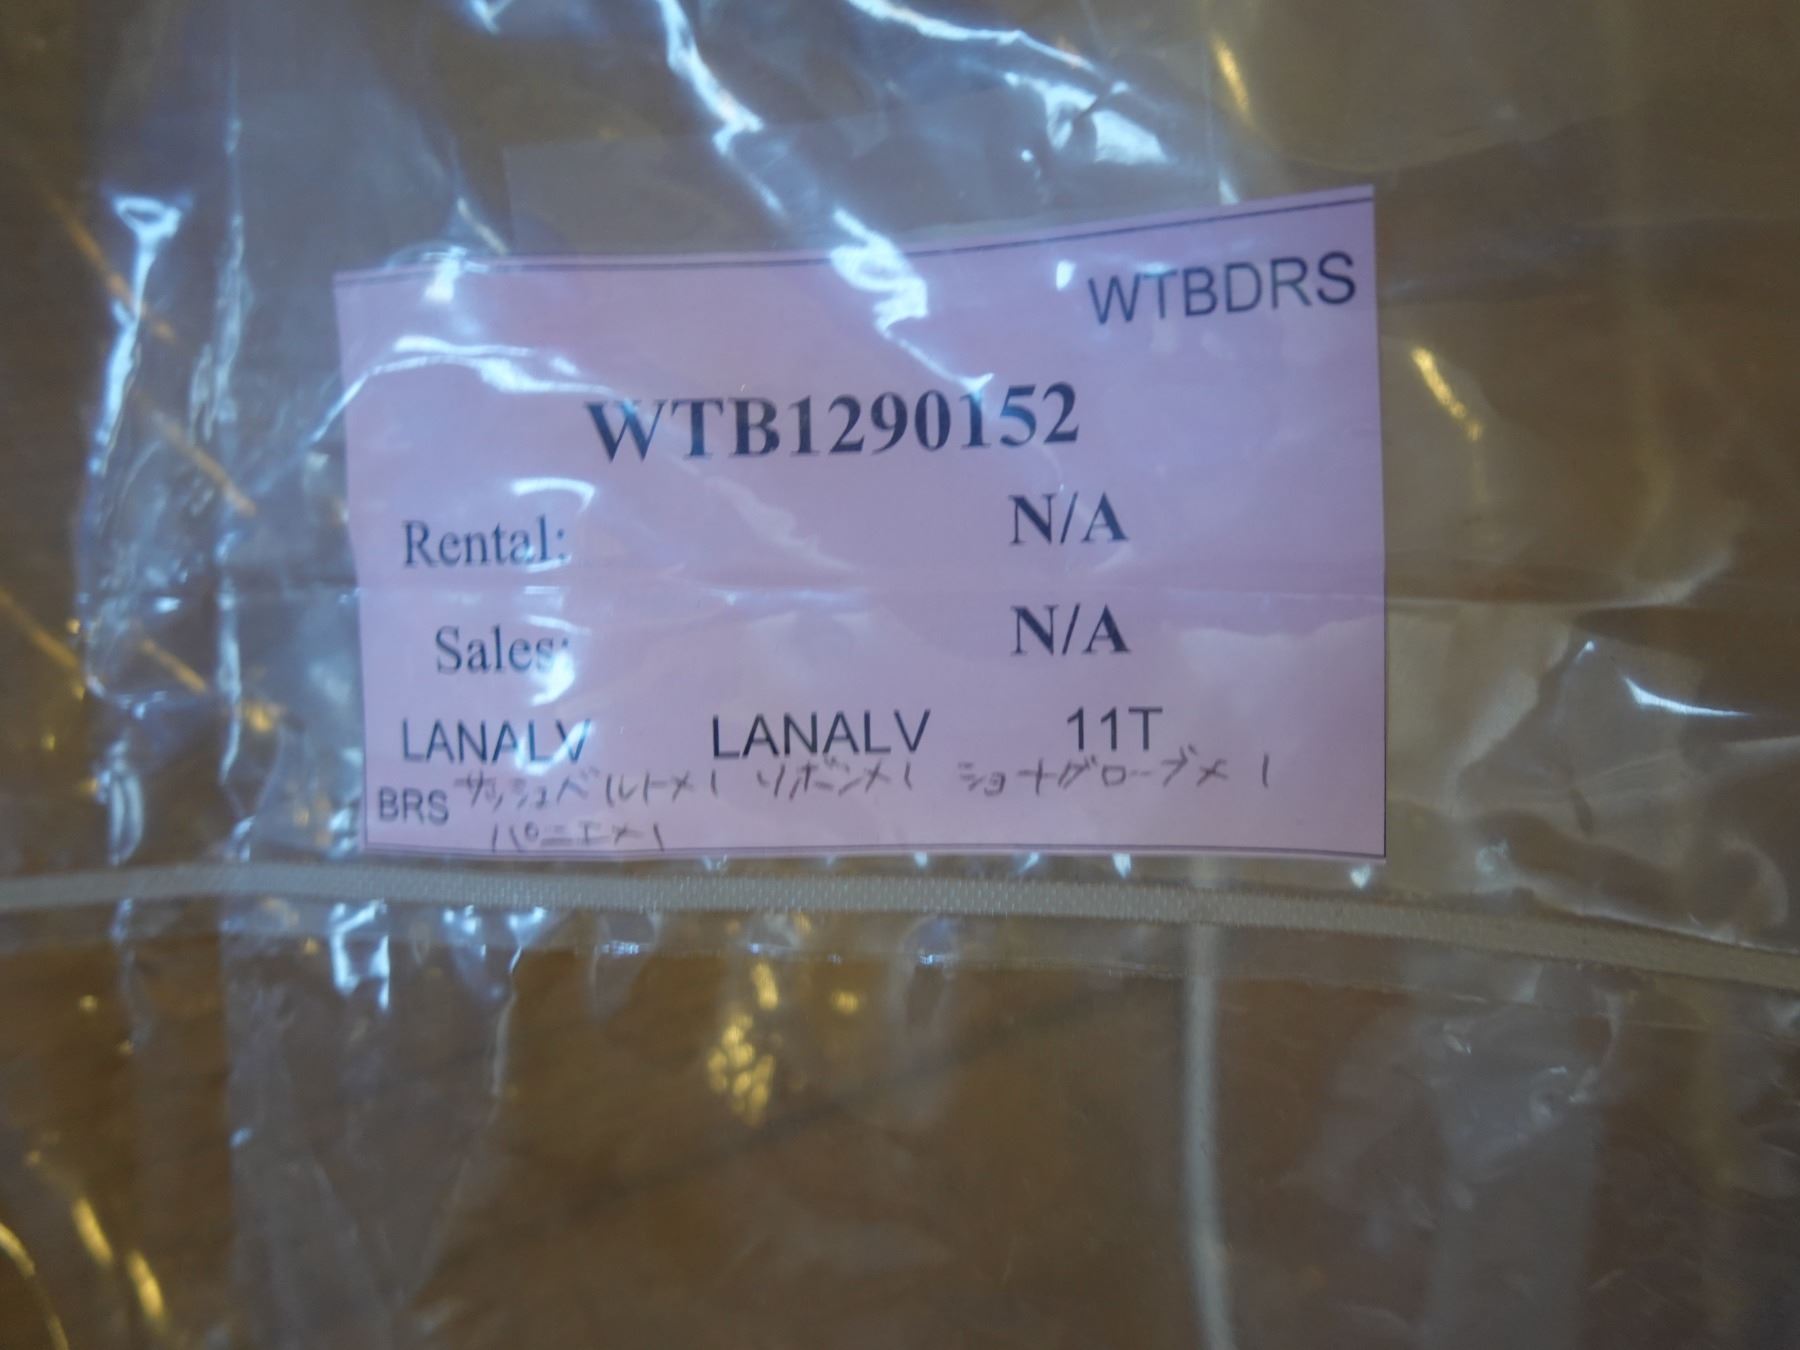 WTBDRS
WTB1290152
Rental: N/A
Sales: N/A
LANALV LANALV 11T
BRS サッシュベルト×1 リボン×1 ショートグローブ×1
パニエ×1